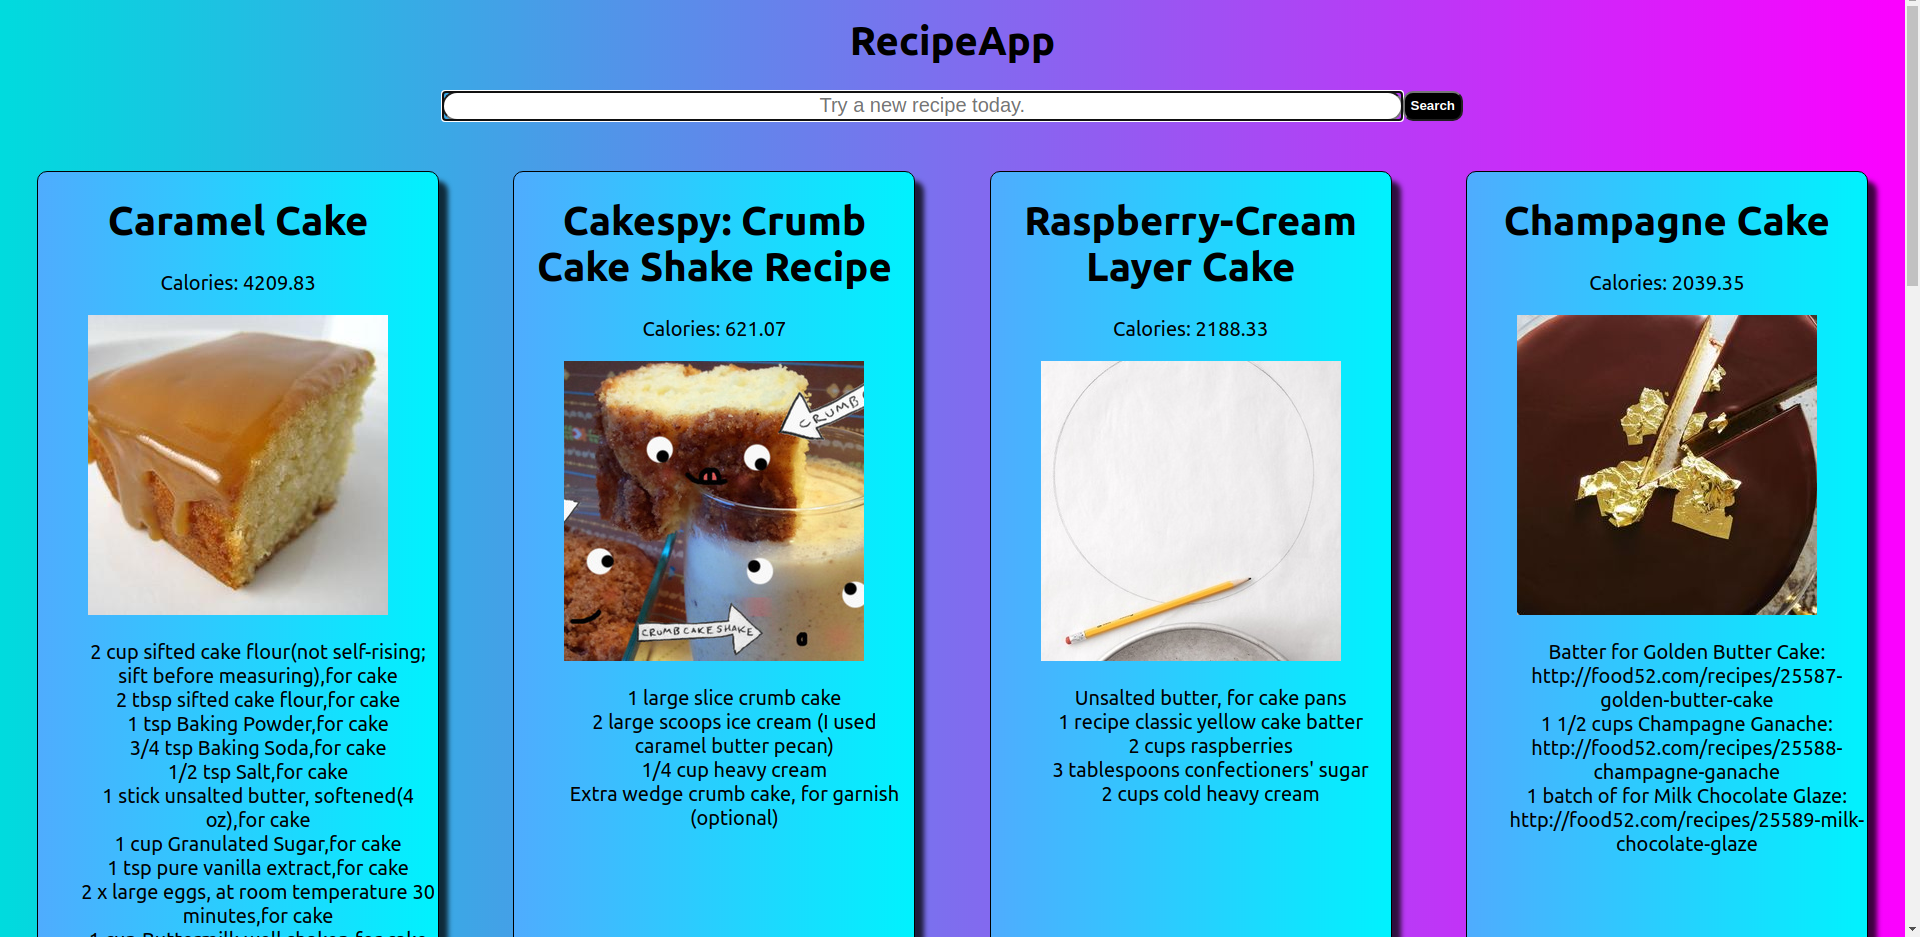 RecipeApp
Try a new recipe today.
Search
Caramel Cake
Calories: 4209.83
2 cup sifted cake flour(not self-rising;
sift before measuring),for cake
2 tbsp sifted cake flour,for cake
1 tsp Baking Powder,for cake
3/4 tsp Baking Soda,for cake
1/2 tsp Salt,for cake
1 stick unsalted butter, softened(4
oz),for cake
1 cup Granulated Sugar,for cake
1 tsp pure vanilla extract,for cake
2 x large eggs, at room temperature 30
minutes,for cake
Cakespy: Crumb
Cake Shake Recipe
Calories: 621.07
CRUMB
CRUMB CAKE SHAKE
1 large slice crumb cake
2 large scoops ice cream (I used
caramel butter pecan)
1/4 cup heavy cream
Extra wedge crumb cake, for garnish
(optional)
Raspberry-Cream
Layer Cake
Calories: 2188.33
Unsalted butter, for cake pans
1 recipe classic yellow cake batter
2 cups raspberries
3 tablespoons confectioners' sugar
2 cups cold heavy cream
Champagne Cake
Calories: 2039.35
Batter for Golden Butter Cake:
http://food52.com/recipes/25587-
golden-butter-cake
1 1/2 cups Champagne Ganache:
http://food52.com/recipes/25588-
champagne-ganache
1 batch of for Milk Chocolate Glaze:
http://food52.com/recipes/25589-milk-
chocolate-glaze